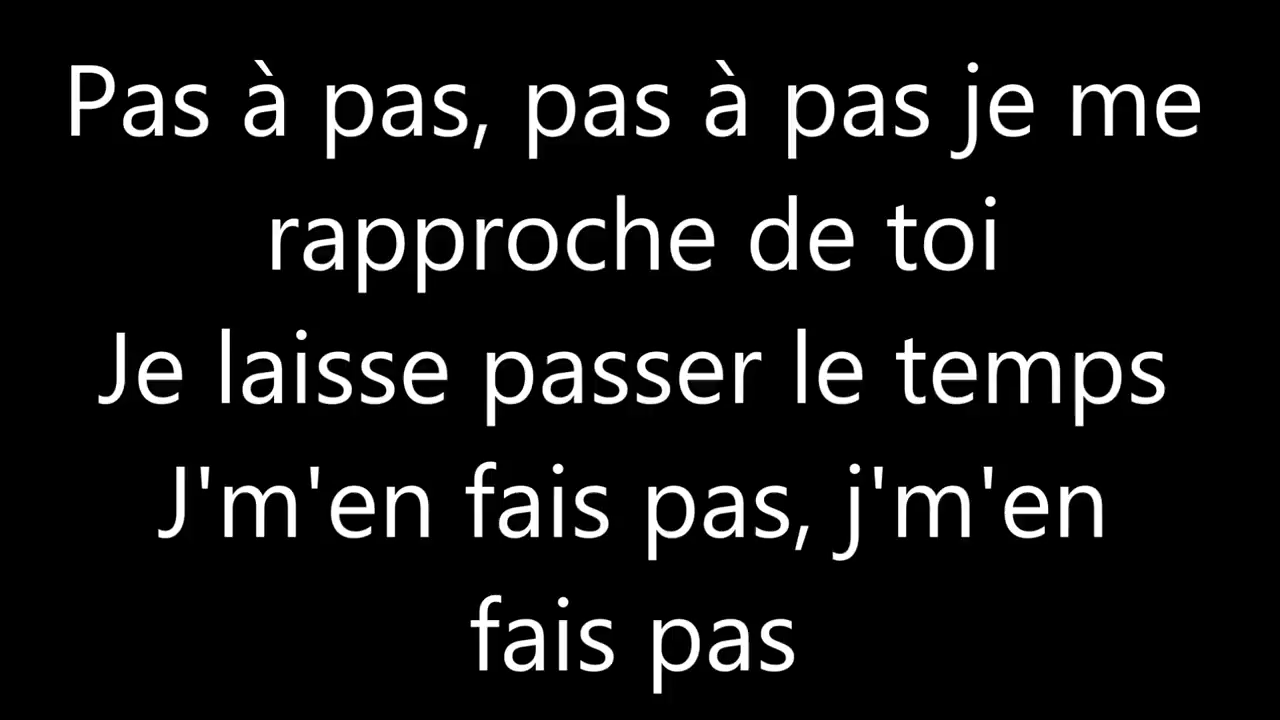 Pas à pas, pas à pas je me
rapproche de toi
Je laisse passer le temps
J'm'en fais pas, j'm'en
fais pas